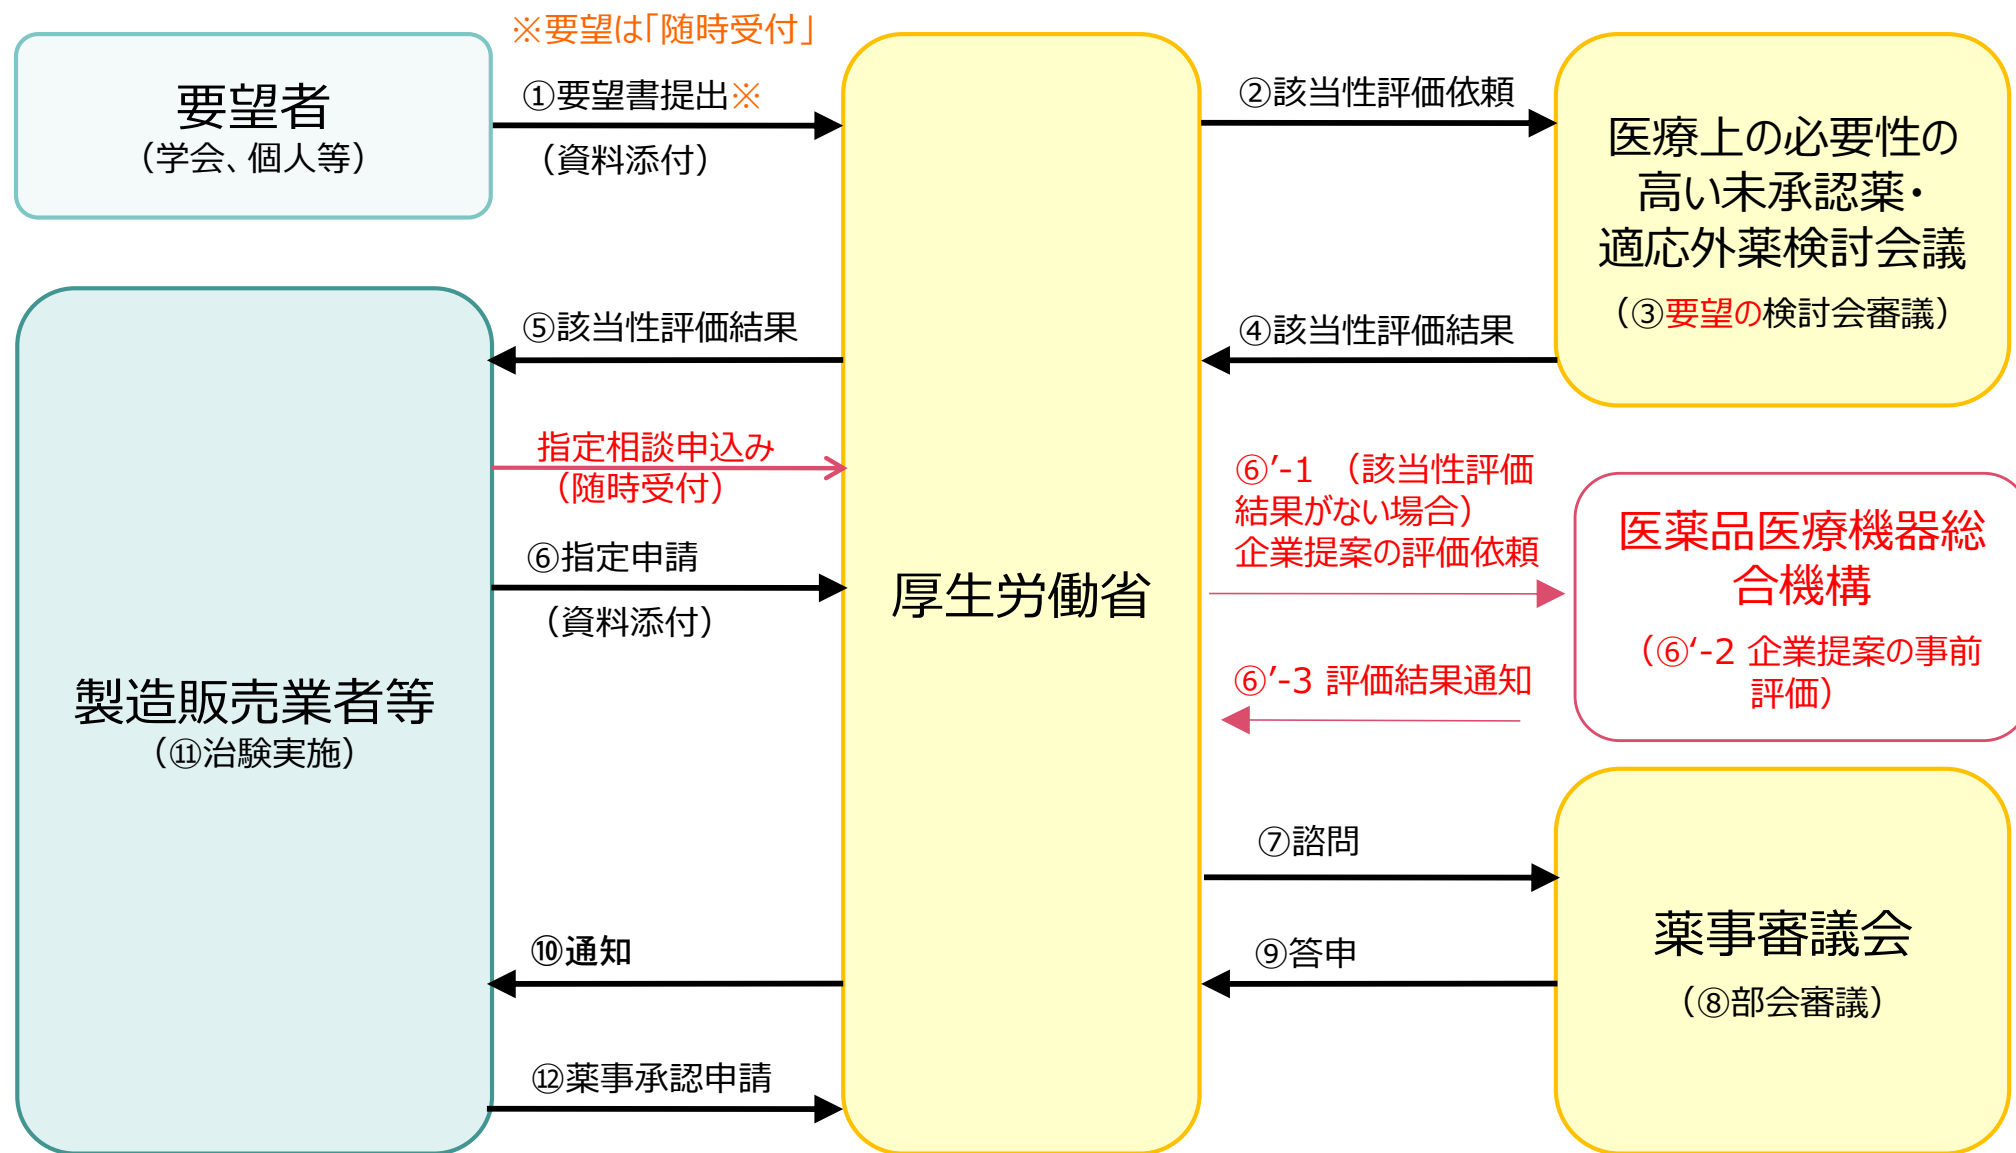 ※要望は「随時受付」
要望者
（学会、個人等）
①要望書提出※
（資料添付）
②該当性評価依頼
医療上の必要性の
高い未承認薬・
適応外薬検討会議
（③要望の検討会審議）
⑤該当性評価結果
④該当性評価結果
指定相談申込み
（随時受付）
⑥指定申請
（資料添付）
厚生労働省
⑥’-1 （該当性評価
結果がない場合）
企業提案の評価依頼
医薬品医療機器総
合機構
（⑥‘-2 企業提案の事前
評価）
⑥’-3 評価結果通知
製造販売業者等
（⑪治験実施）
⑦諮問
薬事審議会
（⑧部会審議）
⑩通知
⑨答申
⑫薬事承認申請